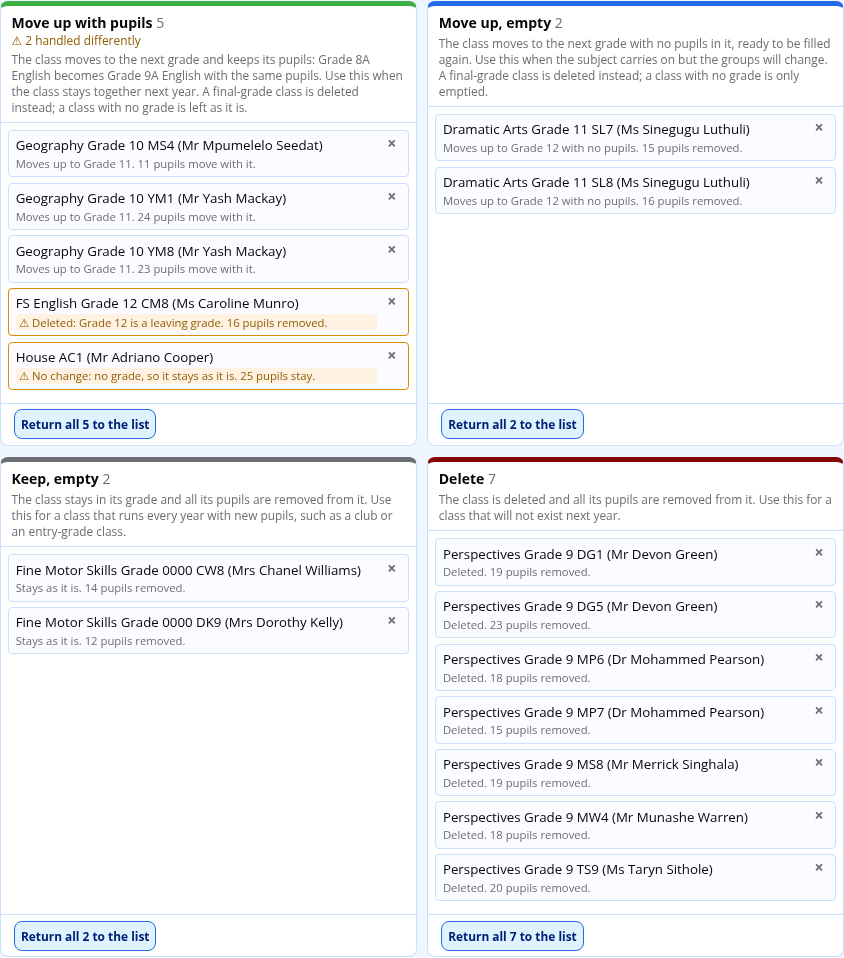 Move up with pupils 5
⚠ 2 handled differently
The class moves to the next grade and keeps its pupils: Grade 8A
English becomes Grade 9A English with the same pupils. Use this when
the class stays together next year. A final-grade class is deleted
instead; a class with no grade is left as it is.
Geography Grade 10 MS4 (Mr Mpumelelo Seedat) ×
Moves up to Grade 11. 11 pupils move with it.
Geography Grade 10 YM1 (Mr Yash Mackay) ×
Moves up to Grade 11. 24 pupils move with it.
Geography Grade 10 YM8 (Mr Yash Mackay) ×
Moves up to Grade 11. 23 pupils move with it.
FS English Grade 12 CM8 (Ms Caroline Munro) ×
⚠ Deleted: Grade 12 is a leaving grade. 16 pupils removed.
House AC1 (Mr Adriano Cooper) ×
⚠ No change: no grade, so it stays as it is. 25 pupils stay.
Return all 5 to the list
Move up, empty 2
The class moves to the next grade with no pupils in it, ready to be filled
again. Use this when the subject carries on but the groups will change.
A final-grade class is deleted instead; a class with no grade is only
emptied.
Dramatic Arts Grade 11 SL7 (Ms Sinegugu Luthuli) ×
Moves up to Grade 12 with no pupils. 15 pupils removed.
Dramatic Arts Grade 11 SL8 (Ms Sinegugu Luthuli) ×
Moves up to Grade 12 with no pupils. 16 pupils removed.
Return all 2 to the list
Keep, empty 2
The class stays in its grade and all its pupils are removed from it. Use
this for a class that runs every year with new pupils, such as a club or
an entry-grade class.
Fine Motor Skills Grade 0000 CW8 (Mrs Chanel Williams) ×
Stays as it is. 14 pupils removed.
Fine Motor Skills Grade 0000 DK9 (Mrs Dorothy Kelly) ×
Stays as it is. 12 pupils removed.
Return all 2 to the list
Delete 7
The class is deleted and all its pupils are removed from it. Use this for a
class that will not exist next year.
Perspectives Grade 9 DG1 (Mr Devon Green) ×
Deleted. 19 pupils removed.
Perspectives Grade 9 DG5 (Mr Devon Green) ×
Deleted. 23 pupils removed.
Perspectives Grade 9 MP6 (Dr Mohammed Pearson) ×
Deleted. 18 pupils removed.
Perspectives Grade 9 MP7 (Dr Mohammed Pearson) ×
Deleted. 15 pupils removed.
Perspectives Grade 9 MS8 (Mr Merrick Singhala) ×
Deleted. 19 pupils removed.
Perspectives Grade 9 MW4 (Mr Munashe Warren) ×
Deleted. 18 pupils removed.
Perspectives Grade 9 TS9 (Ms Taryn Sithole) ×
Deleted. 20 pupils removed.
Return all 7 to the list